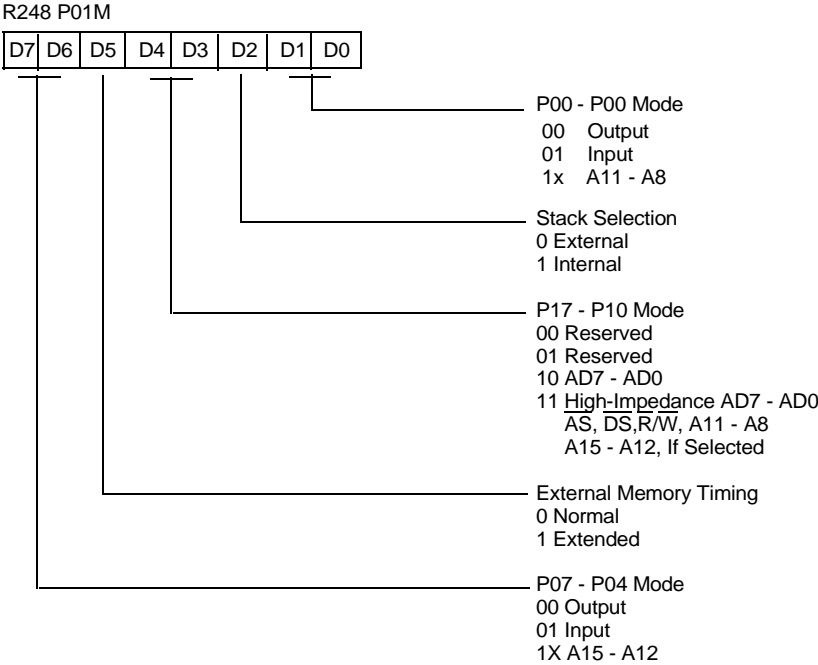 R248 P01M
D7 D6 D5 D4 D3 D2 D1 D0
P00 - P00 Mode
00 Output
01 Input
1x A11 - A8
Stack Selection
0 External
1 Internal
P17 - P10 Mode
00 Reserved
01 Reserved
10 AD7 - AD0
11 High-Impedance AD7 - AD0
AS, DS,R/W, A11 - A8
A15 - A12, If Selected
External Memory Timing
0 Normal
1 Extended
P07 - P04 Mode
00 Output
01 Input
1X A15 - A12